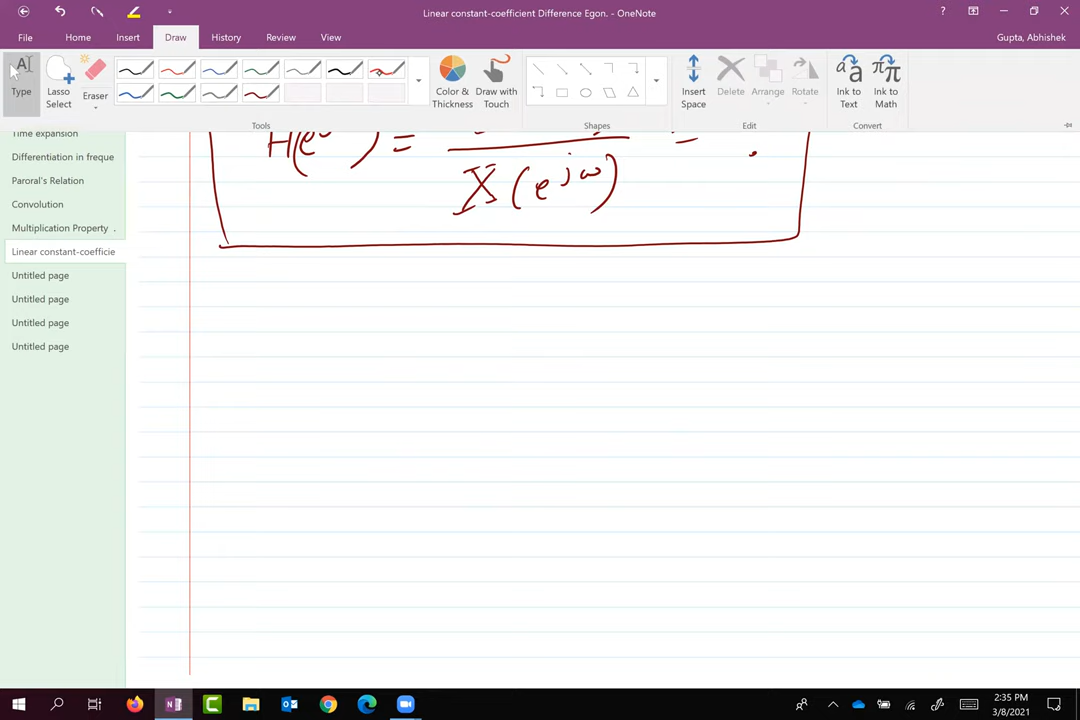 Linear constant-coefficient Difference Eqon. - OneNote
Gupta, Abhishek
File Home Insert Draw History Review View
Type
Lasso Select
Eraser
Color & Thickness
Draw with Touch
Insert Space
Delete
Arrange
Rotate
Ink to Text
Ink to Math
Tools
Shapes
Edit
Convert
Time expansion
Differentiation in freque
Paroral's Relation
Convolution
Multiplication Property .
Linear constant-coefficie
Untitled page
Untitled page
Untitled page
Untitled page
=
X(e^jω)
2:35 PM
3/8/2021